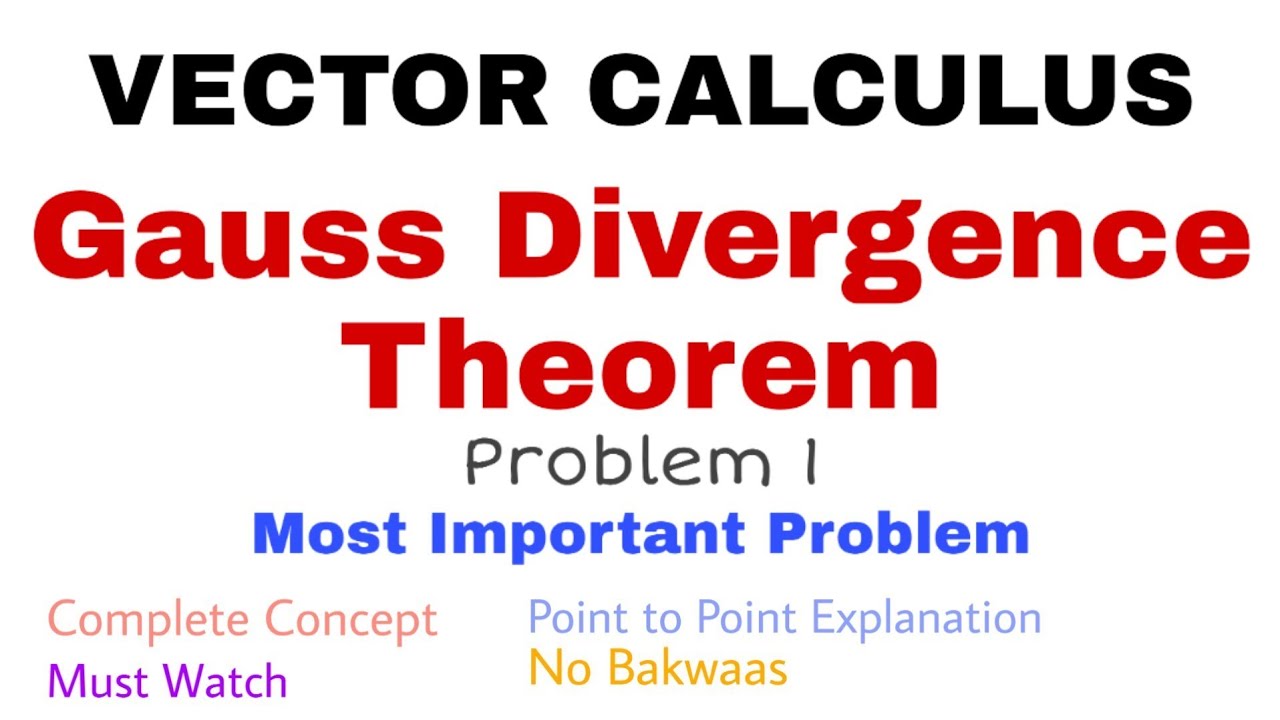 VECTOR CALCULUS
Gauss Divergence
Theorem
Problem 1
Most Important Problem
Complete Concept
Point to Point Explanation
Must Watch
No Bakwaas